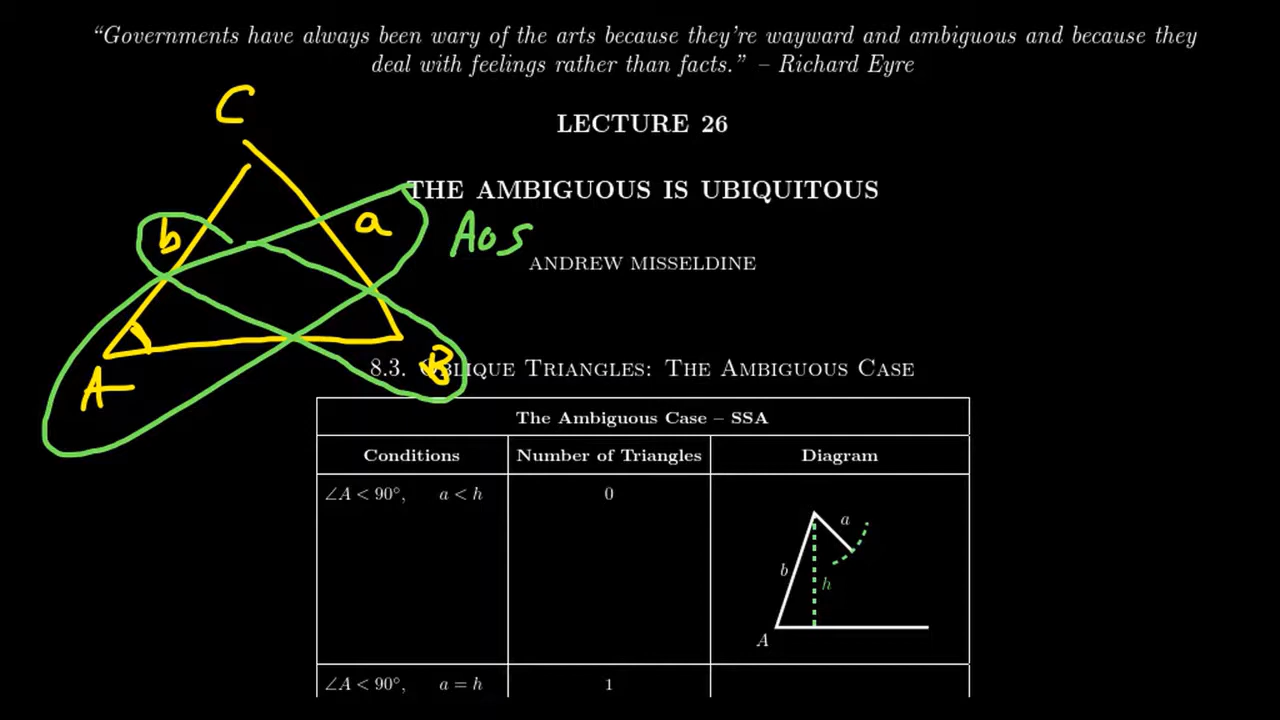 “Governments have always been wary of the arts because they’re wayward and ambiguous and because they
deal with feelings rather than facts.” – Richard Eyre
C
LECTURE 26
THE AMBIGUOUS IS UBIQUITOUS
b
a
AOS
ANDREW MISSELDINE
A
B
8.3. OBLIQUE TRIANGLES: THE AMBIGUOUS CASE
The Ambiguous Case – SSA
Conditions Number of Triangles Diagram
∠A < 90°, a < h 0
a
b
h
A
∠A < 90°, a = h 1